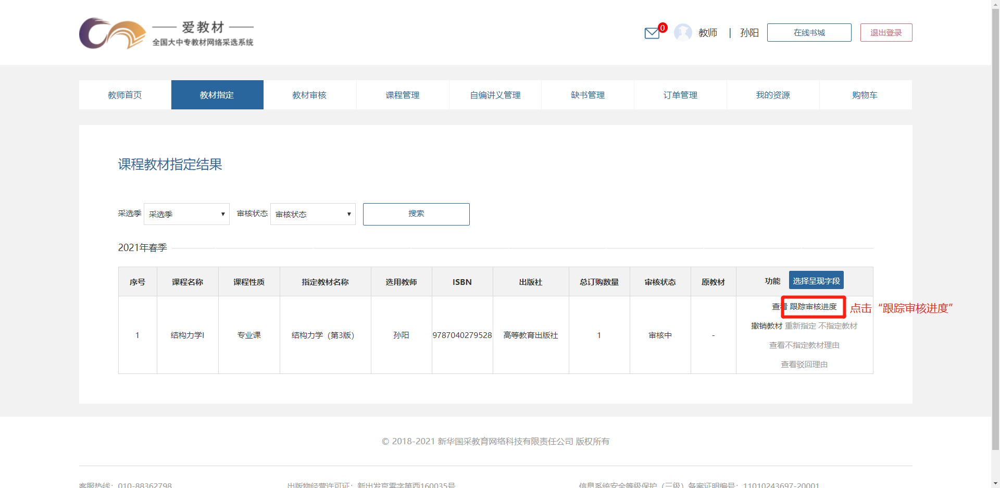 爱教材
全国大中专教材网络采选系统
0
教师 | 孙阳
在线书城
退出登录
教师首页
教材指定
教材审核
课程管理
自编讲义管理
缺书管理
订单管理
我的资源
购物车
课程教材指定结果
采选季 采选季 审核状态 审核状态 搜索
2021年春季
序号 课程名称 课程性质 指定教材名称 选用教师 ISBN 出版社 总订购数量 审核状态 原教材 功能 选择呈现字段
查看 跟踪审核进度 点击“跟踪审核进度”
撤销教材 重新指定 不指定教材
1 结构力学I 专业课 结构力学（第3版） 孙阳 9787040279528 高等教育出版社 1 审核中 -
查看不指定教材理由
查看驳回理由
© 2018-2021 新华国采教育网络科技有限责任公司 版权所有
客服热线：010-88362798 出版物经营许可证：新出发京零字第西160035号 信息系统安全等级保护（三级）备案证明编号：11010243697-20001